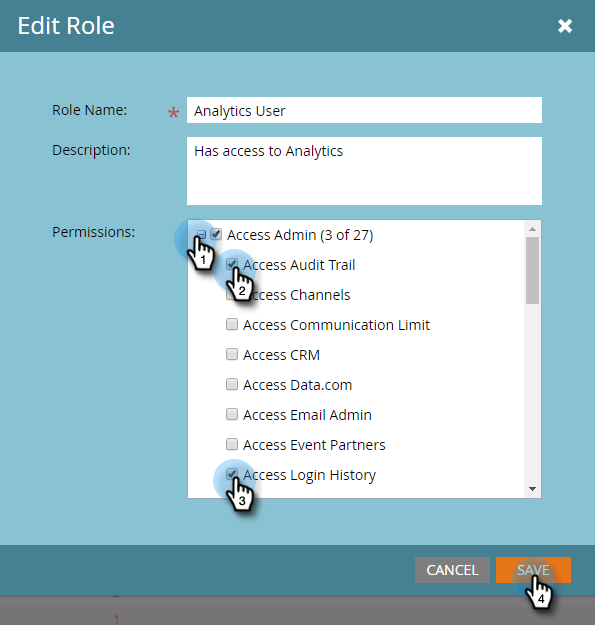 Edit Role
Role Name: * Analytics User
Description: Has access to Analytics
Permissions: Access Admin (3 of 27)
1
Access Audit Trail
2
Access Channels
Access Communication Limit
Access CRM
Access Data.com
Access Email Admin
Access Event Partners
Access Login History
3
CANCEL SAVE
4
1